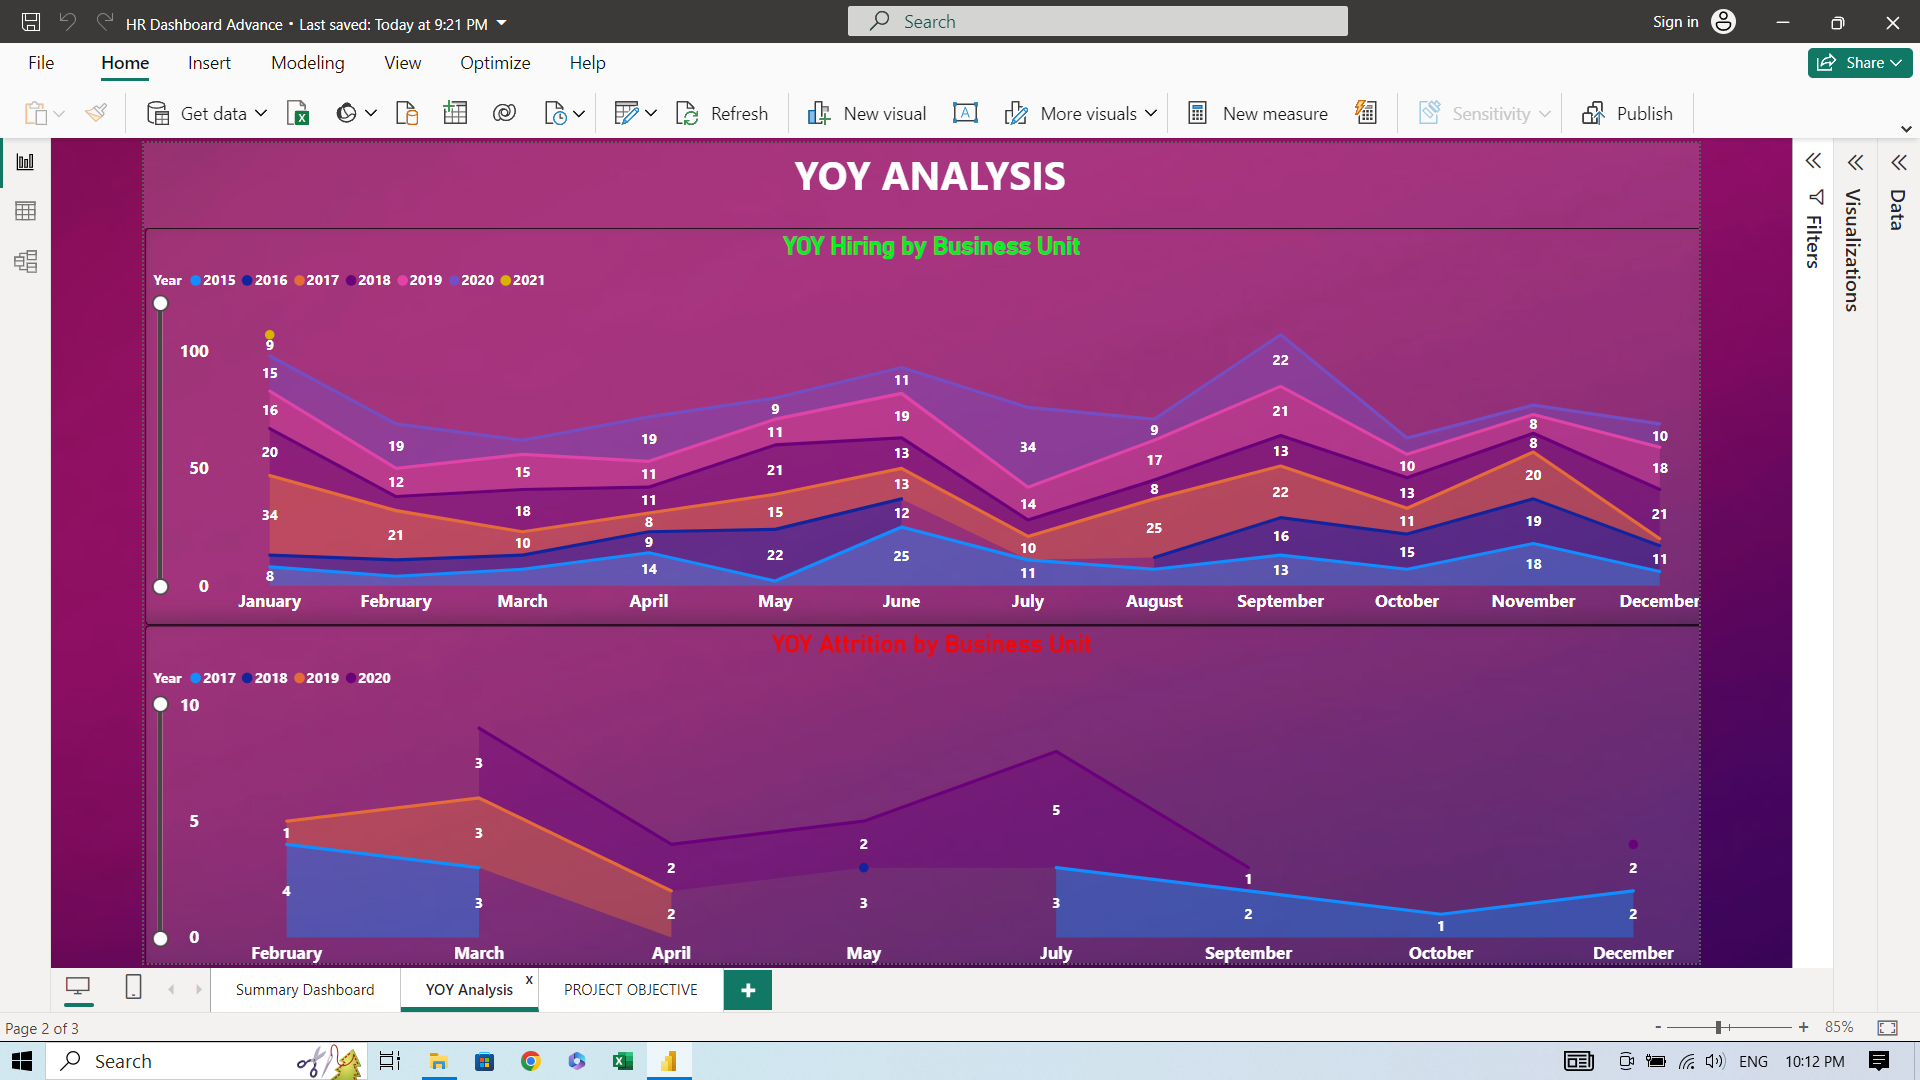 HR Dashboard Advance • Last saved: Today at 9:21 PM
Search
Sign in
File Home Insert Modeling View Optimize Help
Share
Get data
Refresh
New visual
A
More visuals
New measure
Sensitivity
Publish
YOY ANALYSIS
YOY Hiring by Business Unit
Year 2015 2016 2017 2018 2019 2020 2021
100
50
0
9
15
16
20
34
8
19
12
21
15
18
10
19
11
11
8
9
14
9
11
21
15
22
11
19
13
13
12
25
34
14
10
11
9
17
8
25
22
21
13
22
16
13
10
13
11
15
8
8
20
19
18
10
18
21
11
January February March April May June July August September October November December
YOY Attrition by Business Unit
Year 2017 2018 2019 2020
10
5
0
1
4
3
3
3
2
2
2
3
5
3
1
2
1
2
2
February March April May July September October December
Filters
Visualizations
Data
Summary Dashboard
YOY Analysis
x
PROJECT OBJECTIVE
+
Page 2 of 3
- + 85%
Search
ENG
10:12 PM